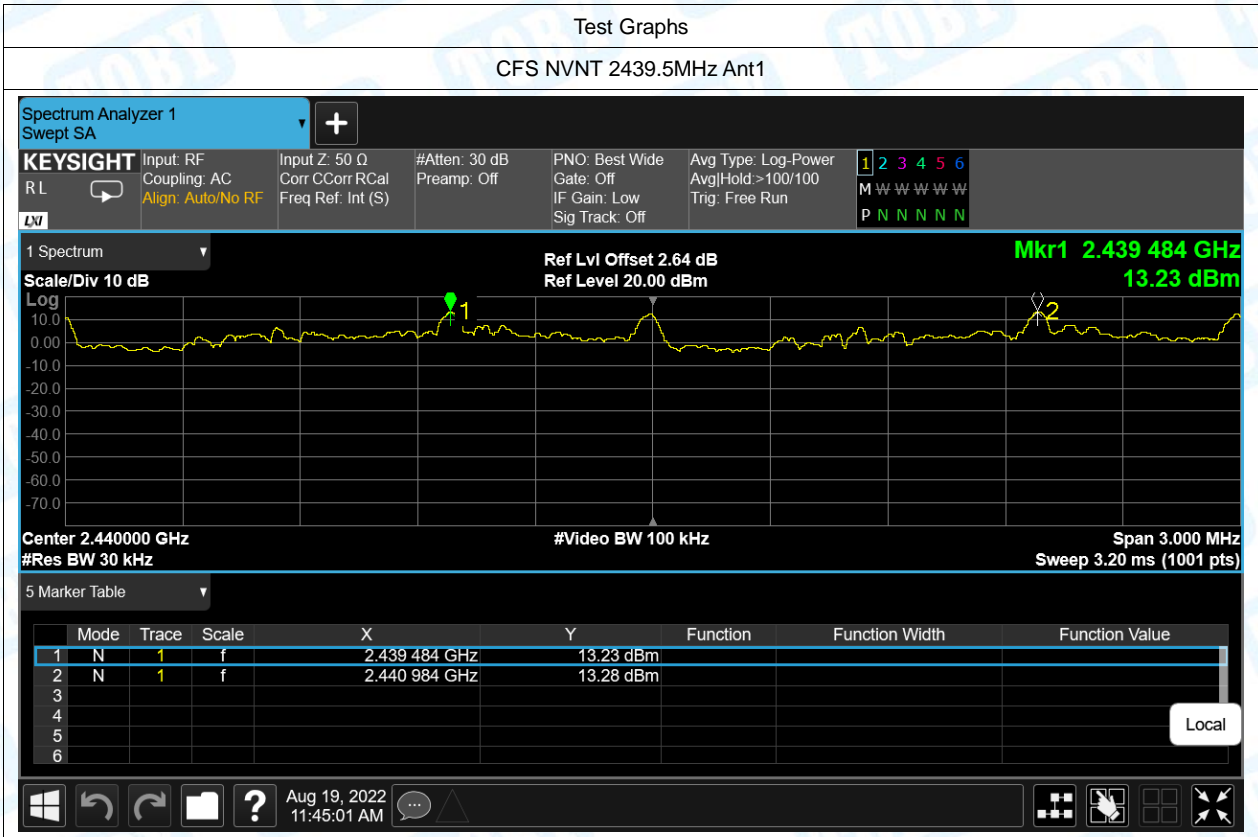 Test Graphs
CFS NVNT 2439.5MHz Ant1
Spectrum Analyzer 1
Swept SA
KEYSIGHT
RL
LXI
Input: RF
Coupling: AC
Align: Auto/No RF
Input Z: 50 Ω
Corr CCorr RCal
Freq Ref: Int (S)
#Atten: 30 dB
Preamp: Off
PNO: Best Wide
Gate: Off
IF Gain: Low
Sig Track: Off
Avg Type: Log-Power
Avg|Hold:>100/100
Trig: Free Run
1 2 3 4 5 6
M W W W W W
P N N N N N
1 Spectrum
Scale/Div 10 dB
Ref Lvl Offset 2.64 dB
Ref Level 20.00 dBm
Mkr1 2.439 484 GHz
13.23 dBm
Log
10.0
0.00
-10.0
-20.0
-30.0
-40.0
-50.0
-60.0
-70.0
1
2
Center 2.440000 GHz
#Res BW 30 kHz
#Video BW 100 kHz
Span 3.000 MHz
Sweep 3.20 ms (1001 pts)
5 Marker Table
Mode Trace Scale X Y Function Function Width Function Value
1 N 1 f 2.439 484 GHz 13.23 dBm
2 N 1 f 2.440 984 GHz 13.28 dBm
3
4
5
6
Local
?
Aug 19, 2022
11:45:01 AM
TOBY